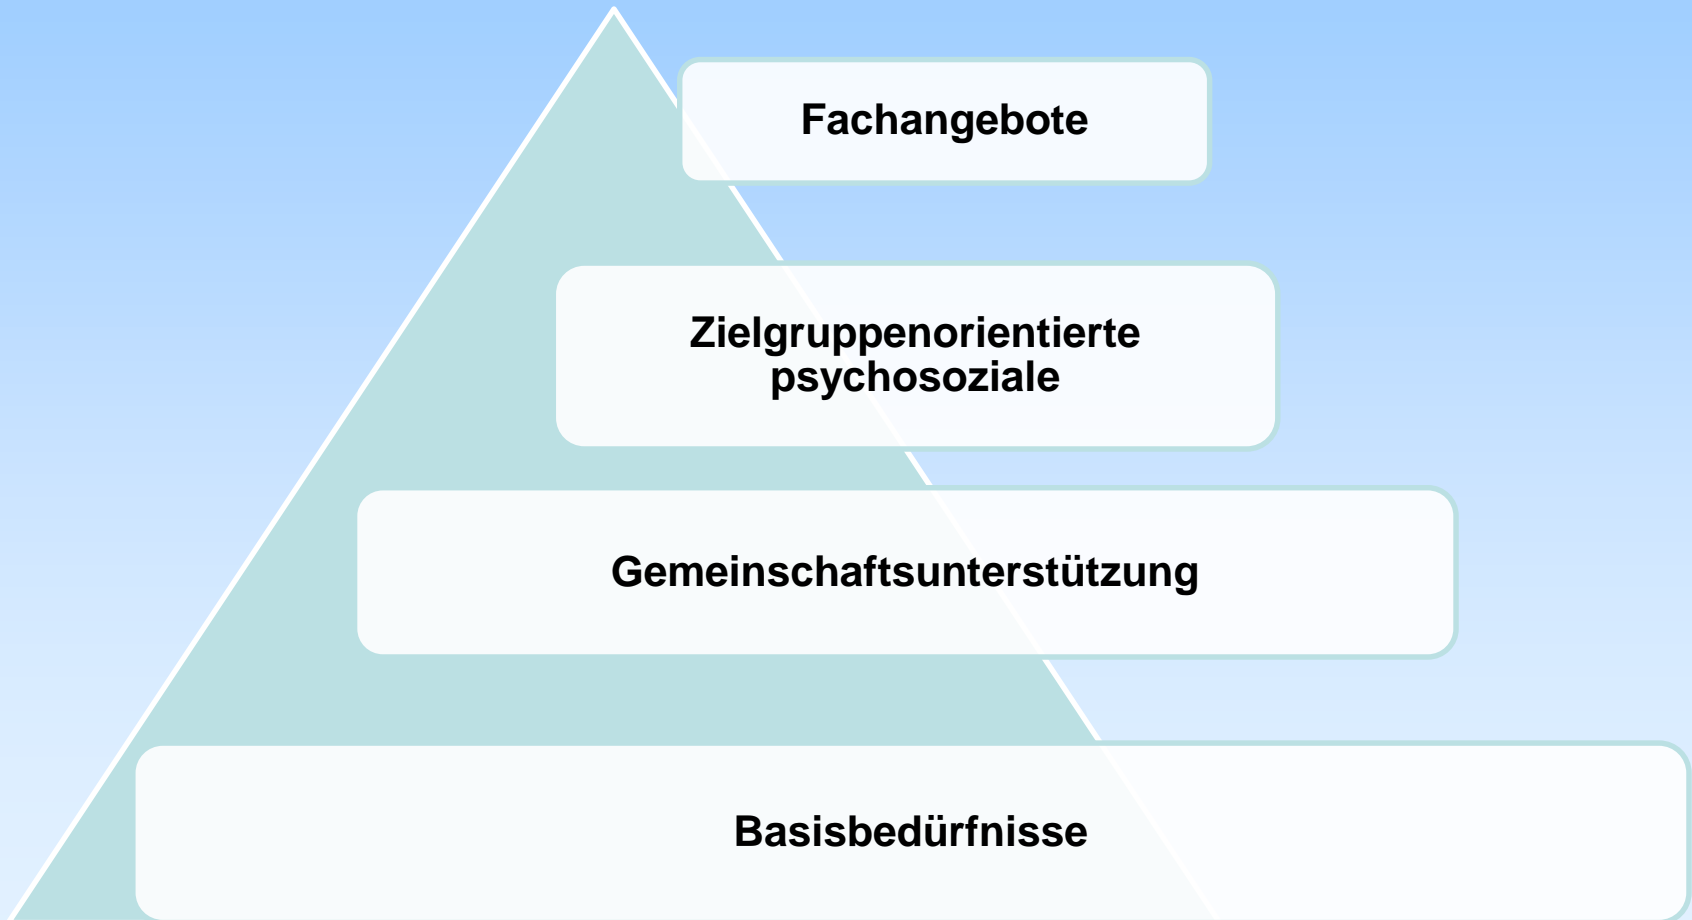 Fachangebote
Zielgruppenorientierte
psychosoziale
Gemeinschaftsunterstützung
Basisbedürfnisse